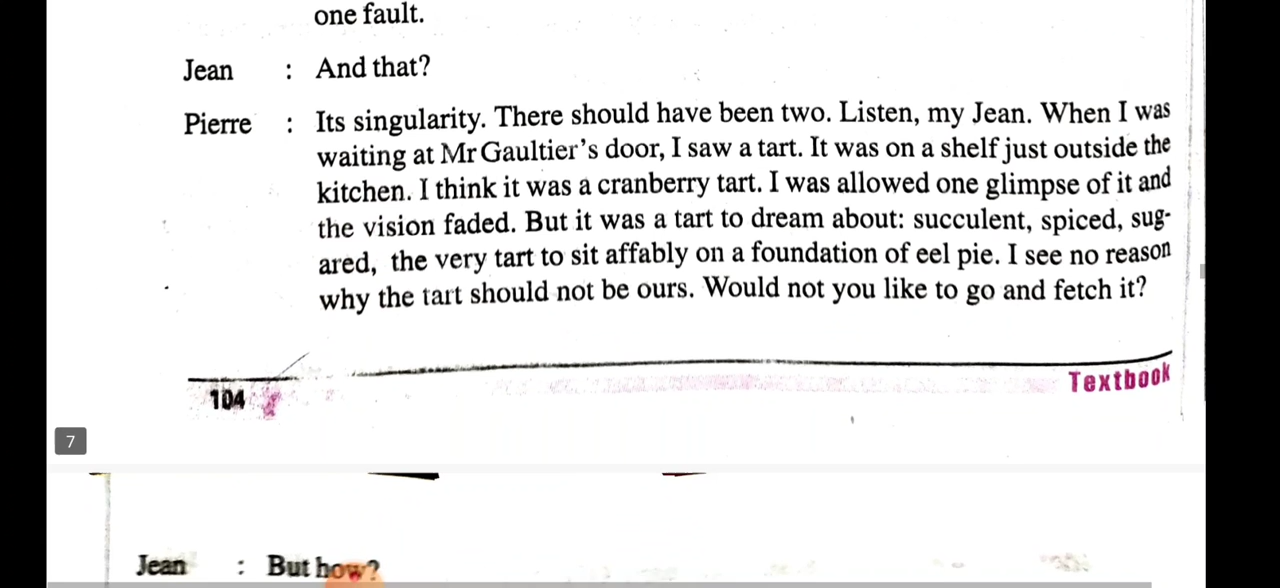 one fault.
Jean : And that?
Pierre : Its singularity. There should have been two. Listen, my Jean. When I was
waiting at Mr Gaultier's door, I saw a tart. It was on a shelf just outside the
kitchen. I think it was a cranberry tart. I was allowed one glimpse of it and
the vision faded. But it was a tart to dream about: succulent, spiced, sug-
ared, the very tart to sit affably on a foundation of eel pie. I see no reason
why the tart should not be ours. Would not you like to go and fetch it?
104
Textbook
7
Jean : But how?